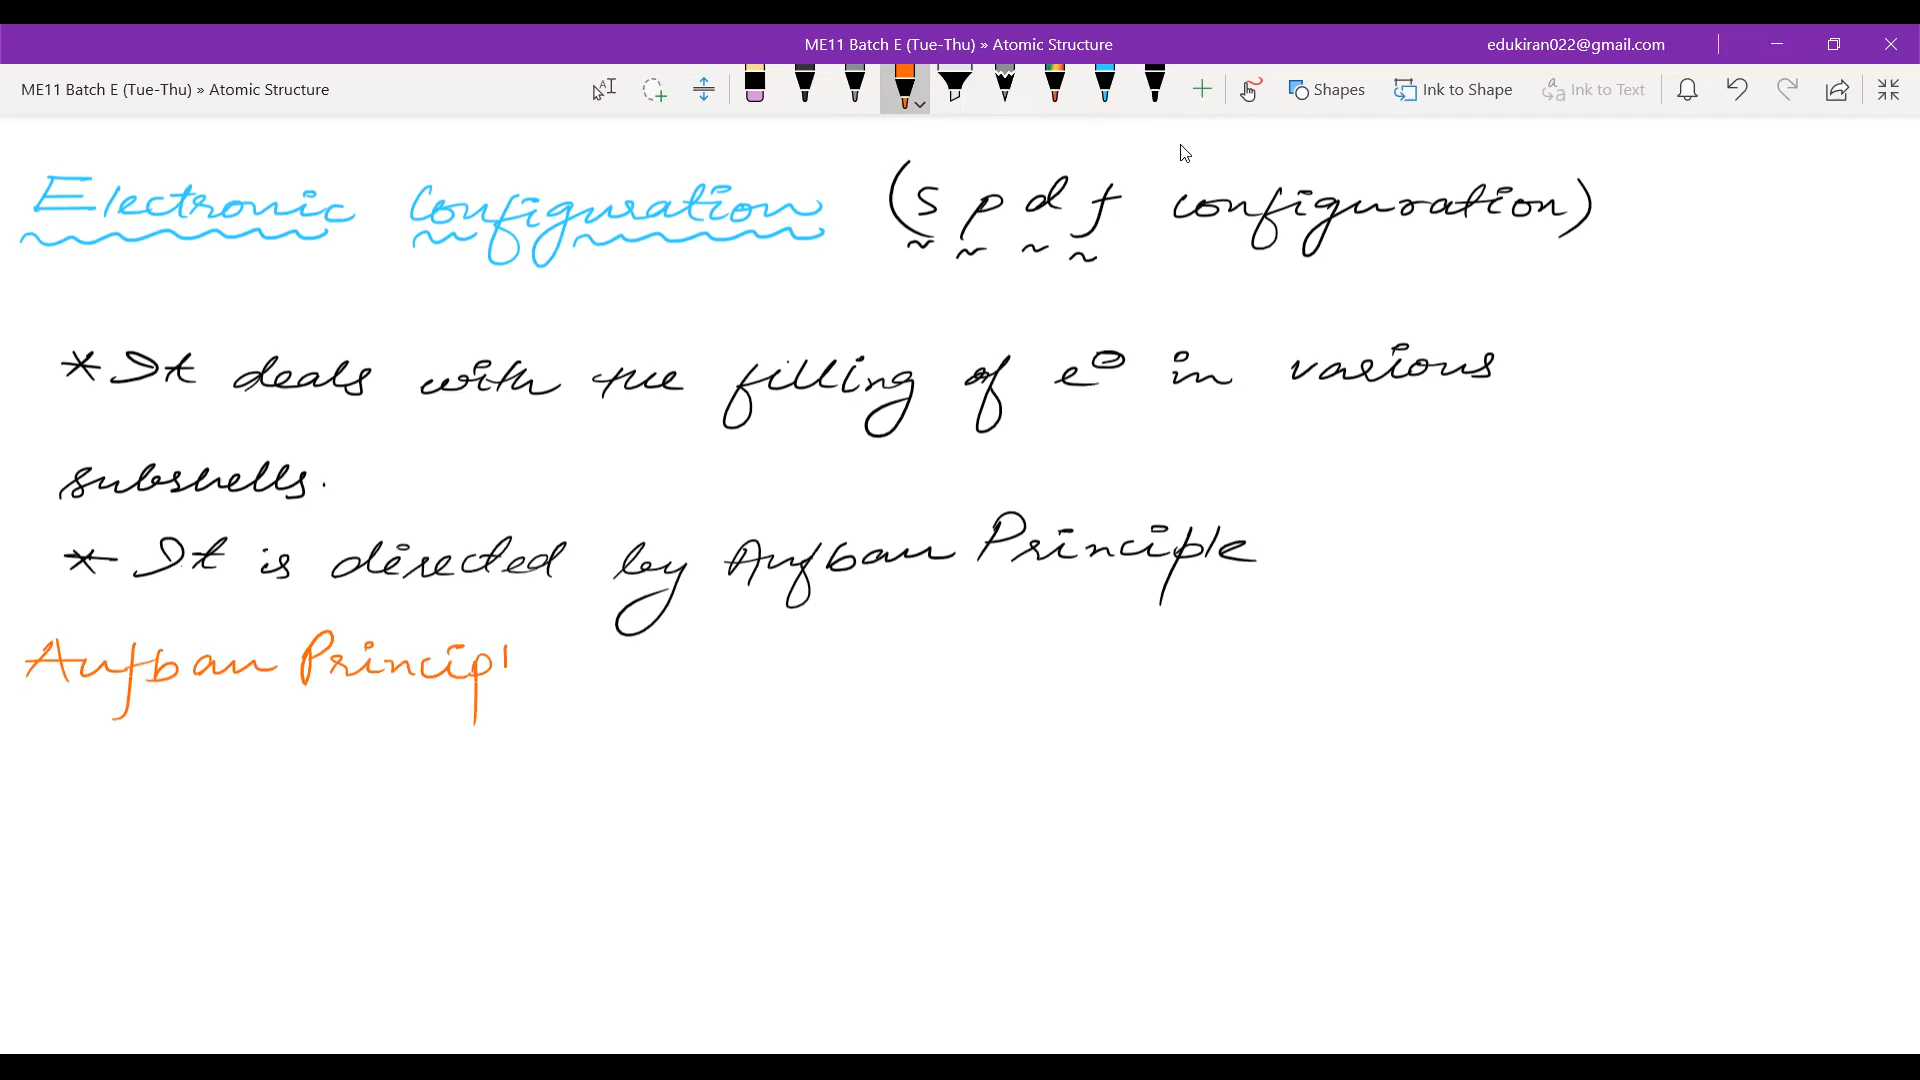 ME11 Batch E (Tue-Thu) » Atomic Structure edukiran022@gmail.com
ME11 Batch E (Tue-Thu) » Atomic Structure Shapes Ink to Shape Ink to Text
Electronic Configuration (s p d f configuration)
* It deals with the filling of e⊖ in various
subshells.
* It is directed by Aufbau Principle
Aufbau Principl